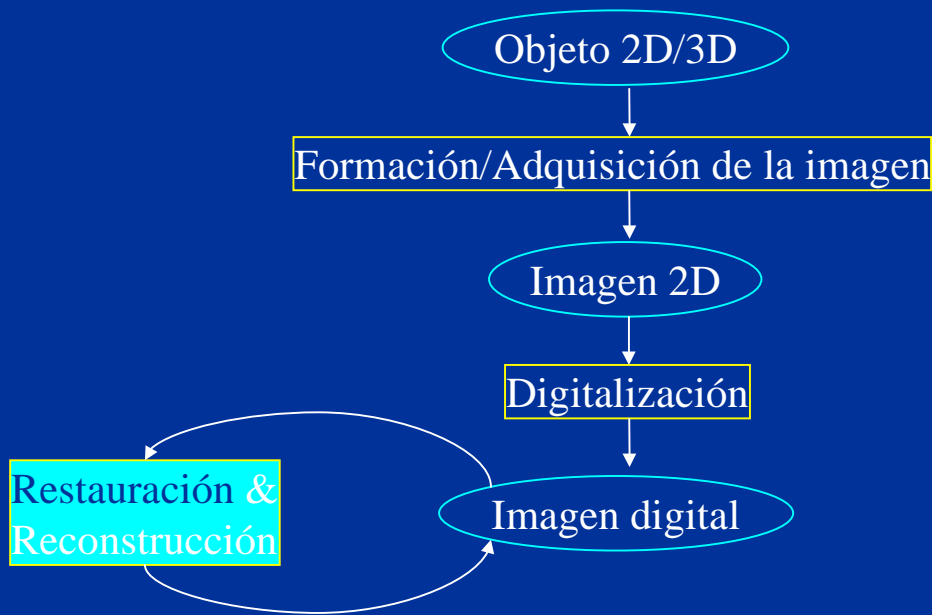 Objeto 2D/3D
Formación/Adquisición de la imagen
Imagen 2D
Digitalización
Restauración &
Reconstrucción
Imagen digital